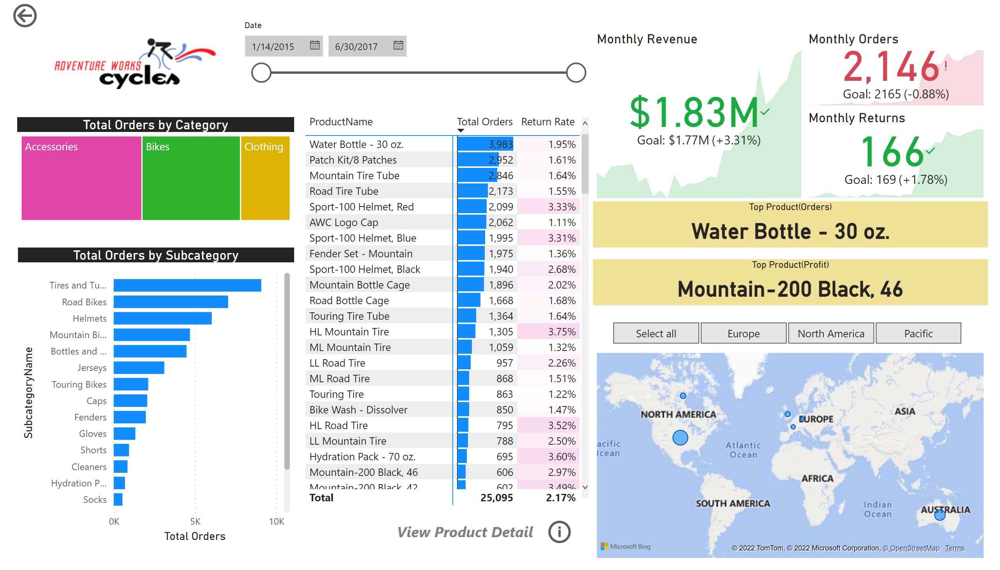 Date
1/14/2015
6/30/2017
ADVENTURE WORKS
cycles
Total Orders by Category
Accessories
Bikes
Clothing
Total Orders by Subcategory
SubcategoryName
Tires and Tu...
Road Bikes
Helmets
Mountain Bi...
Bottles and ...
Jerseys
Touring Bikes
Caps
Fenders
Gloves
Shorts
Cleaners
Hydration P...
Socks
0K 5K 10K
Total Orders
ProductName Total Orders Return Rate
Water Bottle - 30 oz. 3,983 1.95%
Patch Kit/8 Patches 2,952 1.61%
Mountain Tire Tube 2,846 1.64%
Road Tire Tube 2,173 1.55%
Sport-100 Helmet, Red 2,099 3.33%
AWC Logo Cap 2,062 1.11%
Sport-100 Helmet, Blue 1,995 3.31%
Fender Set - Mountain 1,975 1.36%
Sport-100 Helmet, Black 1,940 2.68%
Mountain Bottle Cage 1,896 2.02%
Road Bottle Cage 1,668 1.68%
Touring Tire Tube 1,364 1.64%
HL Mountain Tire 1,305 3.75%
ML Mountain Tire 1,059 1.32%
LL Road Tire 957 2.26%
ML Road Tire 868 1.51%
Touring Tire 863 1.22%
Bike Wash - Dissolver 850 1.47%
HL Road Tire 795 3.52%
LL Mountain Tire 788 2.50%
Hydration Pack - 70 oz. 695 3.60%
Mountain-200 Black, 46 606 2.97%
Mountain-200 Black, 42 602 3.49%
Total 25,095 2.17%
View Product Detail
Monthly Revenue
$1.83M
Goal: $1.77M (+3.31%)
Monthly Orders
2,146!
Goal: 2165 (-0.88%)
Monthly Returns
166
Goal: 169 (+1.78%)
Top Product(Orders)
Water Bottle - 30 oz.
Top Product(Profit)
Mountain-200 Black, 46
Select all
Europe
North America
Pacific
NORTH AMERICA
EUROPE
ASIA
acific
Ocean
Atlantic
Ocean
AFRICA
SOUTH AMERICA
Indian
Ocean
AUSTRALIA
Microsoft Bing
© 2022 TomTom, © 2022 Microsoft Corporation, © OpenStreetMap Terms